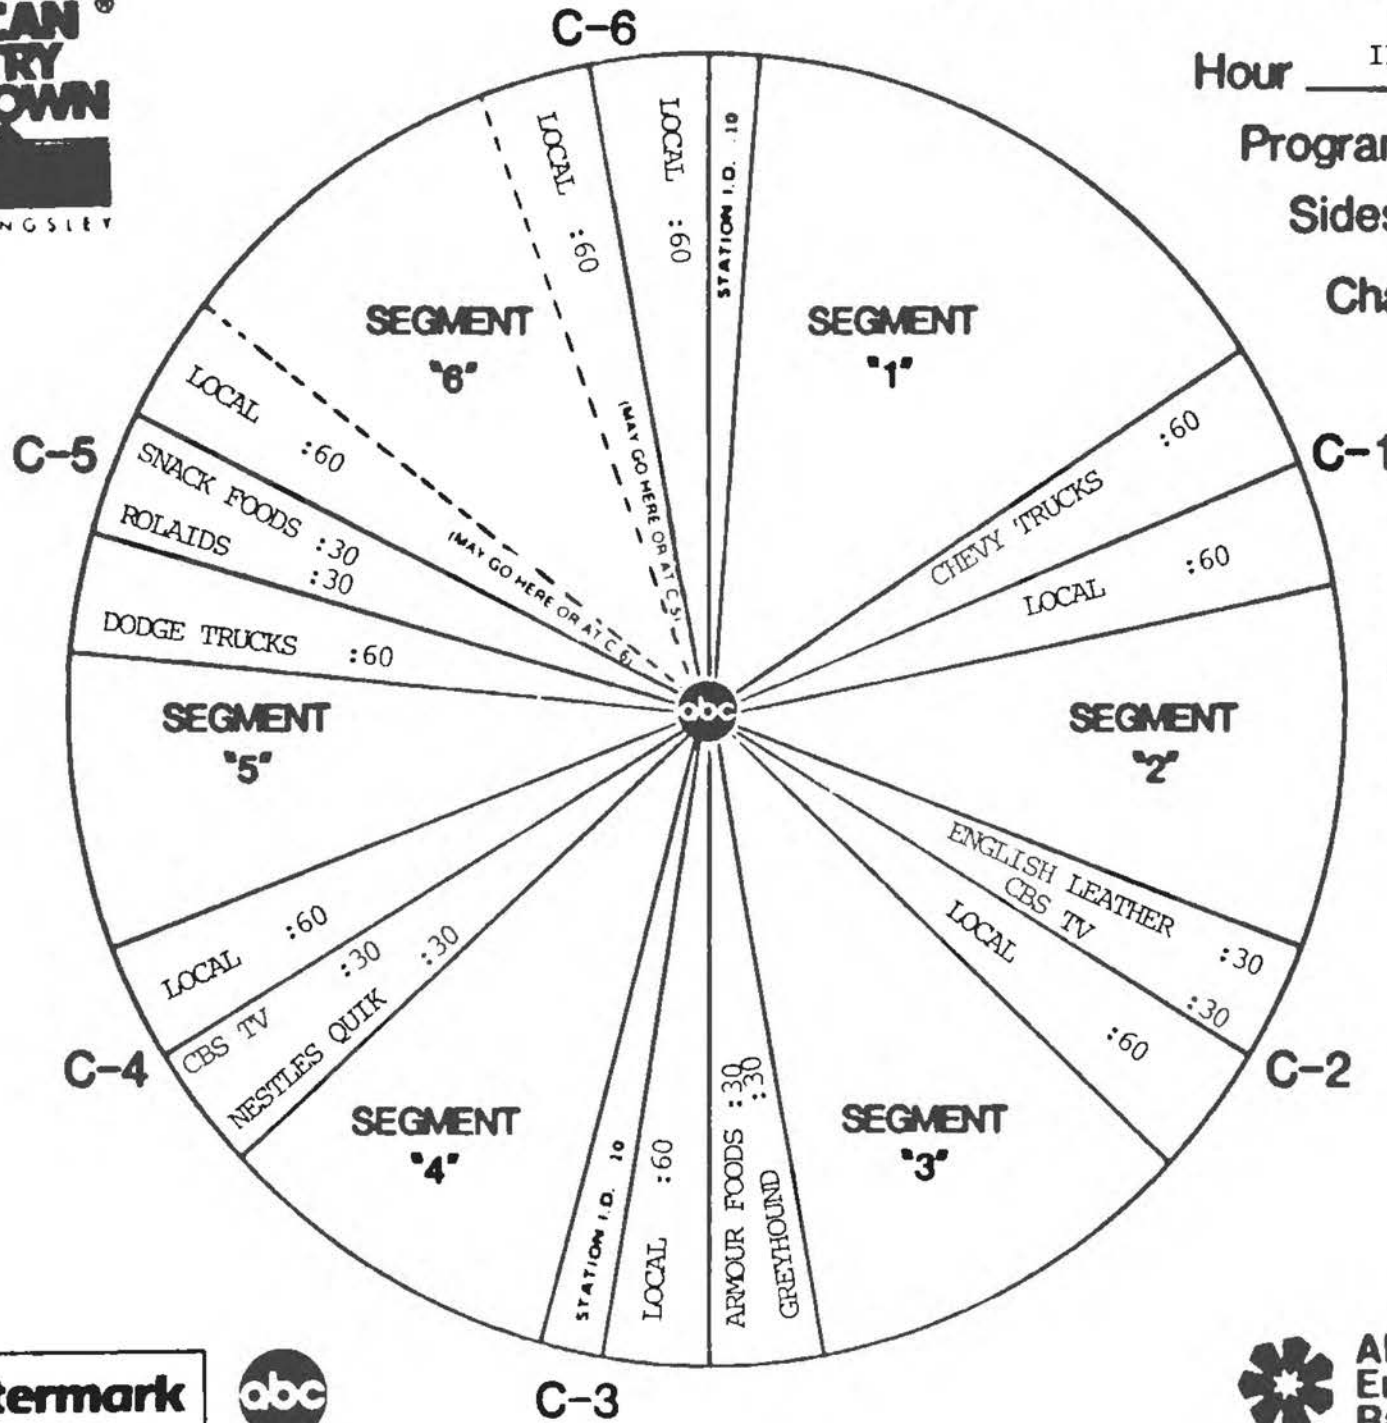 C-6
Hour
LOCAL :60
LOCAL :60
STATION I.D. .10
SEGMENT
"6"
(MAY GO HERE OR AT C 5)
SEGMENT
"1"
CHEVY TRUCKS :60
C-1
LOCAL :60
LOCAL :60
(MAY GO HERE OR AT C 6)
C-5
SNACK FOODS :30
ROLAIDS :30
DODGE TRUCKS :60
abc
SEGMENT
"5"
SEGMENT
"2"
ENGLISH LEATHER :30
CBS TV :30
C-2
LOCAL :60
LOCAL :60
CBS TV :30
NESTLES QUIK :30
C-4
SEGMENT
"4"
SEGMENT
"3"
STATION I.D. 10
LOCAL :60
ARMOUR FOODS :30
GREYHOUND :30
C-3
abc